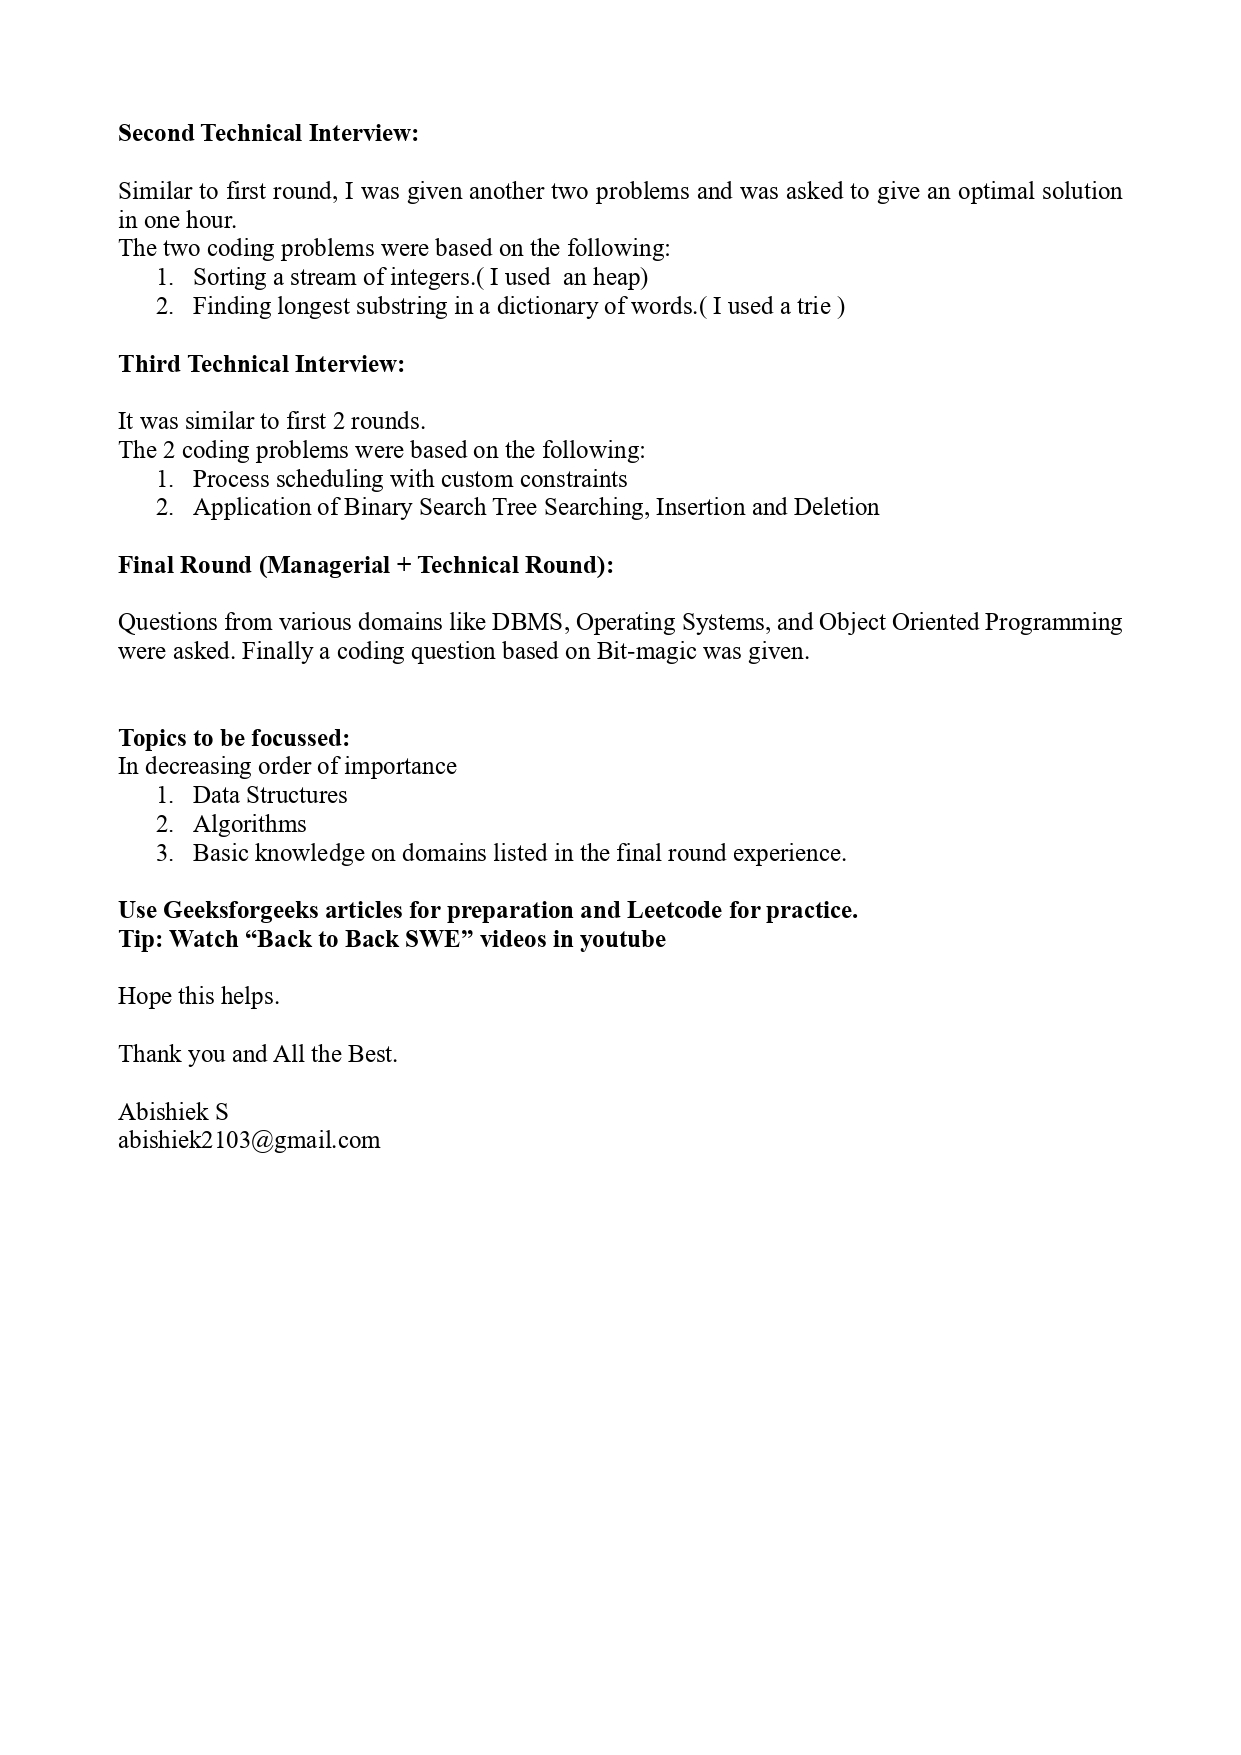 Second Technical Interview:
Similar to first round, I was given another two problems and was asked to give an optimal solution
in one hour.
The two coding problems were based on the following:
1. Sorting a stream of integers.( I used  an heap)
2. Finding longest substring in a dictionary of words.( I used a trie )
Third Technical Interview:
It was similar to first 2 rounds.
The 2 coding problems were based on the following:
1. Process scheduling with custom constraints
2. Application of Binary Search Tree Searching, Insertion and Deletion
Final Round (Managerial + Technical Round):
Questions from various domains like DBMS, Operating Systems, and Object Oriented Programming
were asked. Finally a coding question based on Bit-magic was given.
Topics to be focussed:
In decreasing order of importance
1. Data Structures
2. Algorithms
3. Basic knowledge on domains listed in the final round experience.
Use Geeksforgeeks articles for preparation and Leetcode for practice.
Tip: Watch “Back to Back SWE” videos in youtube
Hope this helps.
Thank you and All the Best.
Abishiek S
abishiek2103@gmail.com